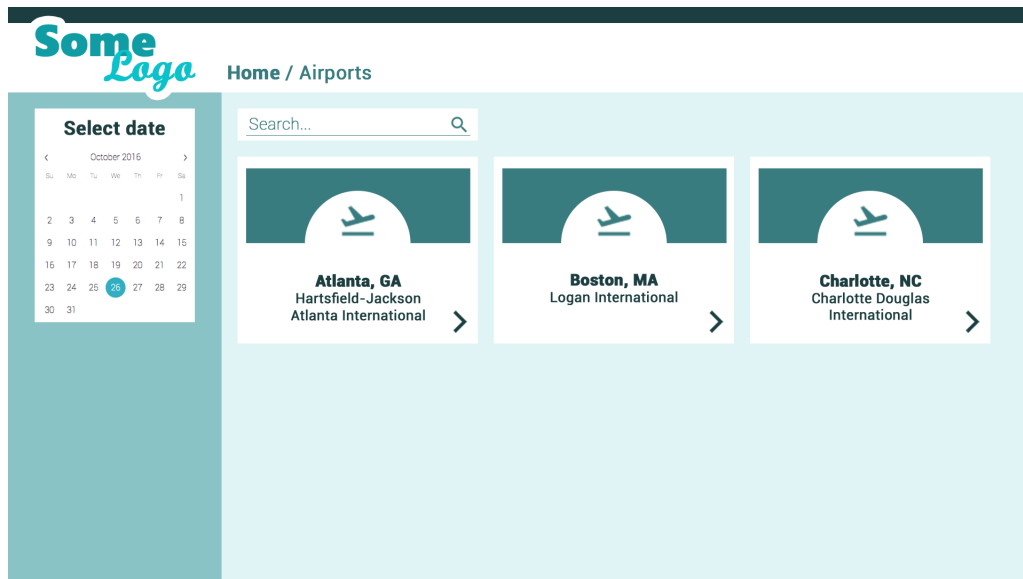 Some
Logo
Home / Airports
Select date
‹ October 2016 ›
Su Mo Tu We Th Fr Sa
1
2 3 4 5 6 7 8
9 10 11 12 13 14 15
16 17 18 19 20 21 22
23 24 25 26 27 28 29
30 31
Search...
Atlanta, GA
Hartsfield-Jackson
Atlanta International
Boston, MA
Logan International
Charlotte, NC
Charlotte Douglas
International